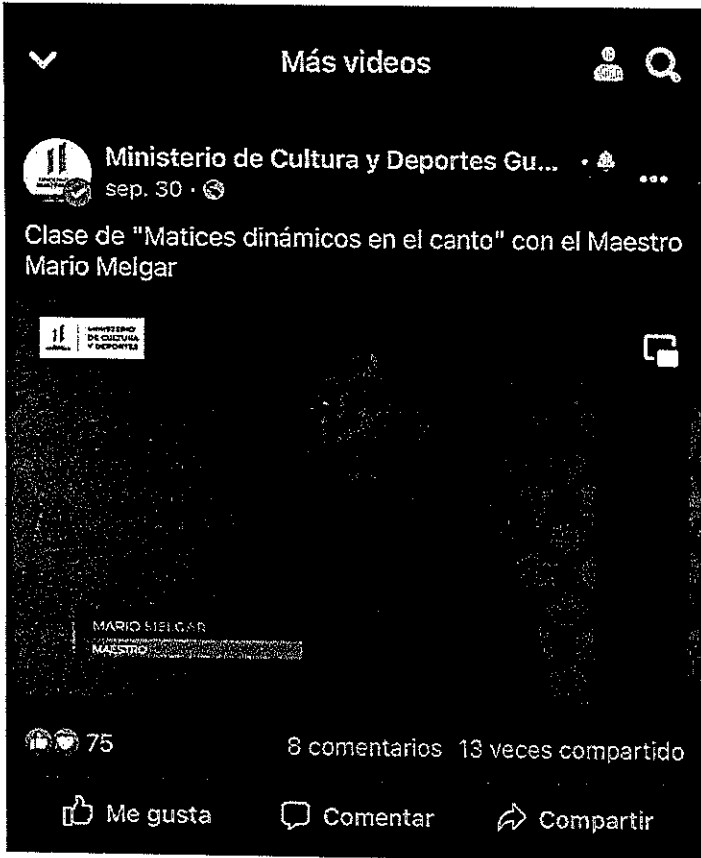 Más videos
Ministerio de Cultura y Deportes Gu...
sep. 30
Clase de "Matices dinámicos en el canto" con el Maestro
Mario Melgar
MINISTERIO
DE CULTURA
Y DEPORTES
MARIO MELGAR
MAESTRO
75
8 comentarios 13 veces compartido
Me gusta Comentar Compartir